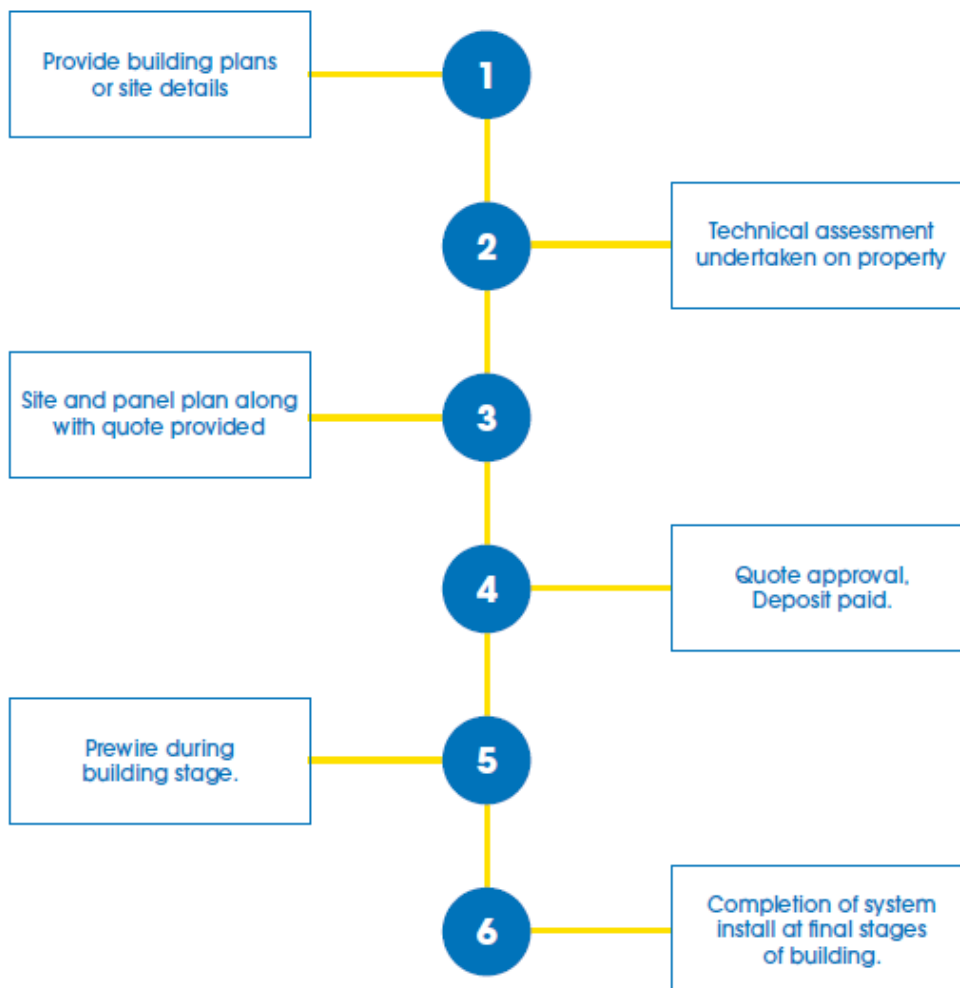 Provide building plans
or site details
1
2
Technical assessment
undertaken on property
Site and panel plan along
with quote provided
3
4
Quote approval,
Deposit paid.
Prewire during
building stage.
5
6
Completion of system
install at final stages
of building.